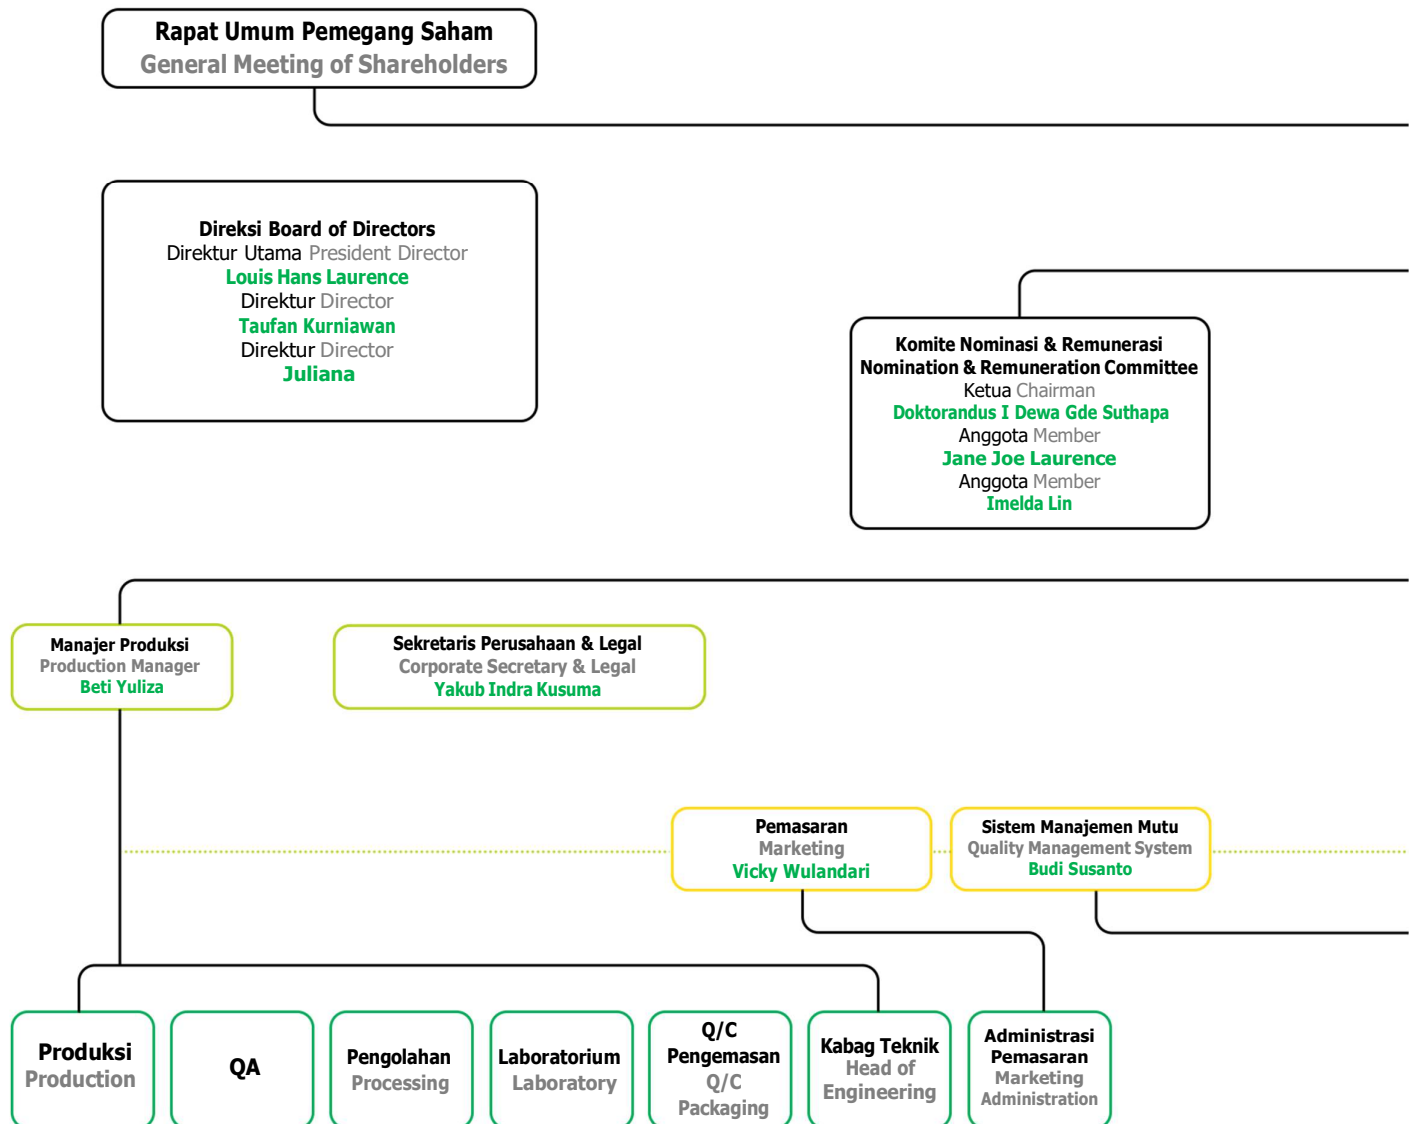 Rapat Umum Pemegang Saham
General Meeting of Shareholders
Direksi Board of Directors
Direktur Utama President Director
Louis Hans Laurence
Direktur Director
Taufan Kurniawan
Direktur Director
Juliana
Komite Nominasi & Remunerasi
Nomination & Remuneration Committee
Ketua Chairman
Doktorandus I Dewa Gde Suthapa
Anggota Member
Jane Joe Laurence
Anggota Member
Imelda Lin
Manajer Produksi
Production Manager
Beti Yuliza
Sekretaris Perusahaan & Legal
Corporate Secretary & Legal
Yakub Indra Kusuma
Pemasaran
Marketing
Vicky Wulandari
Sistem Manajemen Mutu
Quality Management System
Budi Susanto
Produksi
Production
QA
Pengolahan
Processing
Laboratorium
Laboratory
Q/C
Pengemasan
Q/C
Packaging
Kabag Teknik
Head of
Engineering
Administrasi
Pemasaran
Marketing
Administration